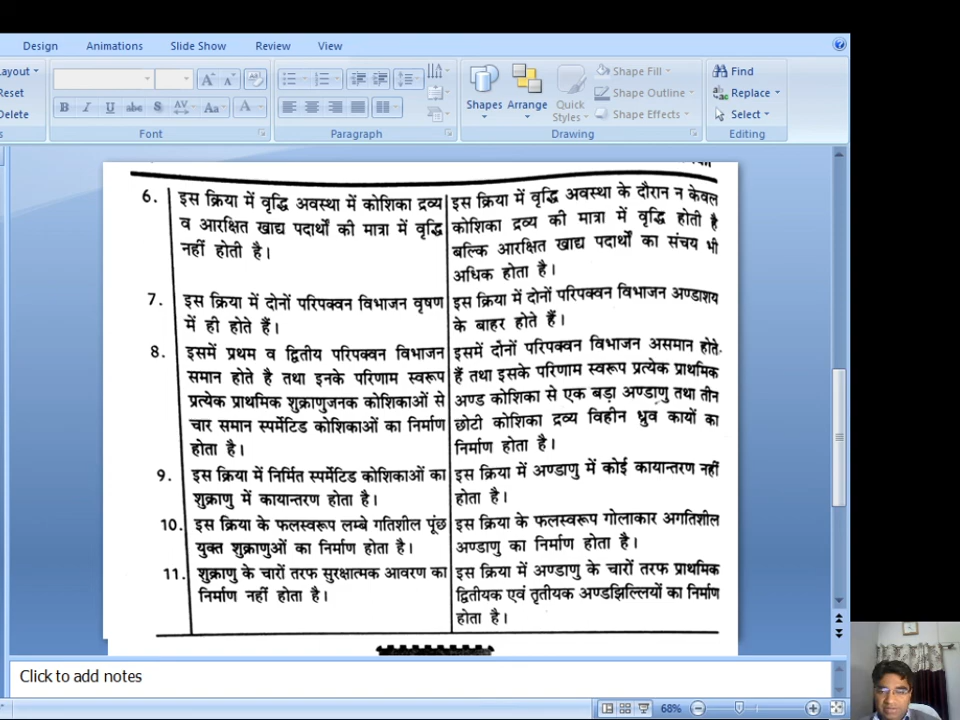 Design Animations Slide Show Review View
Layout
Reset
Delete
Font
Paragraph
Shapes Arrange Quick Styles
Shape Fill
Shape Outline
Shape Effects
Drawing
Find
Replace
Select
Editing
6. इस क्रिया में वृद्धि अवस्था में कोशिका द्रव्य
व आरक्षित खाद्य पदार्थों की मात्रा में वृद्धि
नहीं होती है।
इस क्रिया में वृद्धि अवस्था के दौरान न केवल
कोशिका द्रव्य की मात्रा में वृद्धि होती है
बल्कि आरक्षित खाद्य पदार्थों का संचय भी
अधिक होता है।
7. इस क्रिया में दोनों परिपक्वन विभाजन वृषण
में ही होते हैं।
इस क्रिया में दोनों परिपक्वन विभाजन अण्डाशय
के बाहर होते हैं।
8. इसमें प्रथम व द्वितीय परिपक्वन विभाजन
समान होते है तथा इनके परिणाम स्वरूप
प्रत्येक प्राथमिक शुक्राणुजनक कोशिकाओं से
चार समान स्पर्मेटिड कोशिकाओं का निर्माण
होता है।
इसमें दोनों परिपक्वन विभाजन असमान होते
हैं तथा इसके परिणाम स्वरूप प्रत्येक प्राथमिक
अण्ड कोशिका से एक बड़ा अण्डाणु तथा तीन
छोटी कोशिका द्रव्य विहीन ध्रुव कायों का
निर्माण होता है।
9. इस क्रिया में निर्मित स्पर्मेटिड कोशिकाओं का
शुक्राणु में कायान्तरण होता है।
इस क्रिया में अण्डाणु में कोई कायान्तरण नहीं
होता है।
10. इस क्रिया के फलस्वरूप लम्बे गतिशील पूंछ
युक्त शुक्राणुओं का निर्माण होता है।
इस क्रिया के फलस्वरूप गोलाकार अगतिशील
अण्डाणु का निर्माण होता है।
11. शुक्राणु के चारों तरफ सुरक्षात्मक आवरण का
निर्माण नहीं होता है।
इस क्रिया में अण्डाणु के चारों तरफ प्राथमिक
द्वितीयक एवं तृतीयक अण्डझिल्लियों का निर्माण
होता है।
Click to add notes
68%